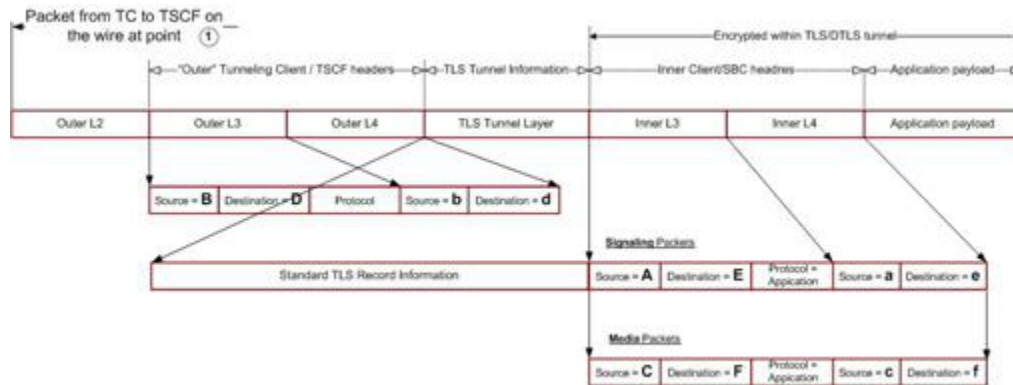 Packet from TC to TSCF on
the wire at point 1
Encrypted within TLS/DTLS tunnel
"Outer" Tunneling Client / TSCF headers
TLS Tunnel Information
Inner Client/SBC headres
Application payload
Outer L2
Outer L3
Outer L4
TLS Tunnel Layer
Inner L3
Inner L4
Application payload
Source = B
Destination = D
Protocol
Source = b
Destination = d
Signaling Packets
Standard TLS Record Information
Source = A
Destination = E
Protocol =
Appication
Source = a
Destination = e
Media Packets
Source = C
Destination = F
Protocol =
Appication
Source = c
Destination = f